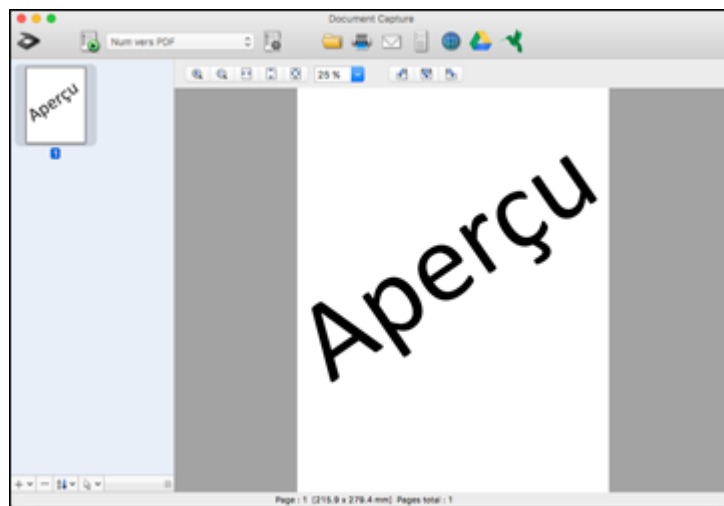 Document Capture
Num vers PDF
25 %
Aperçu
1
Aperçu
Page : 1 [215.9 x 279.4 mm] Pages total : 1